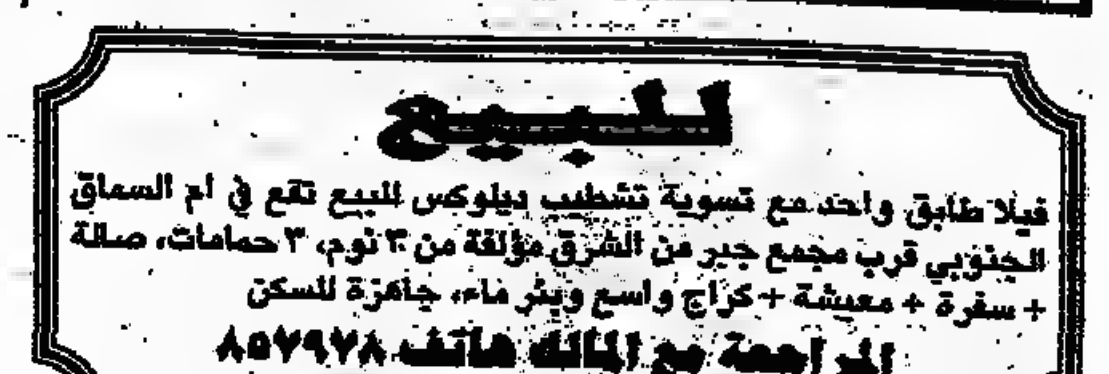 للبيع
فيلا طابق واحد مع تسوية تشطيب ديلوكس للبيع تقع في ام السماق
الجنوبي قرب مجمع جبر من الشرق مؤلفة من ٣ نوم، ٣ حمامات، صالة
+ سفرة + معيشة + كراج واسع وبئر ماء، جاهزة للسكن
المراجعة مع المالك هاتف ٨٥٧٩٧٨